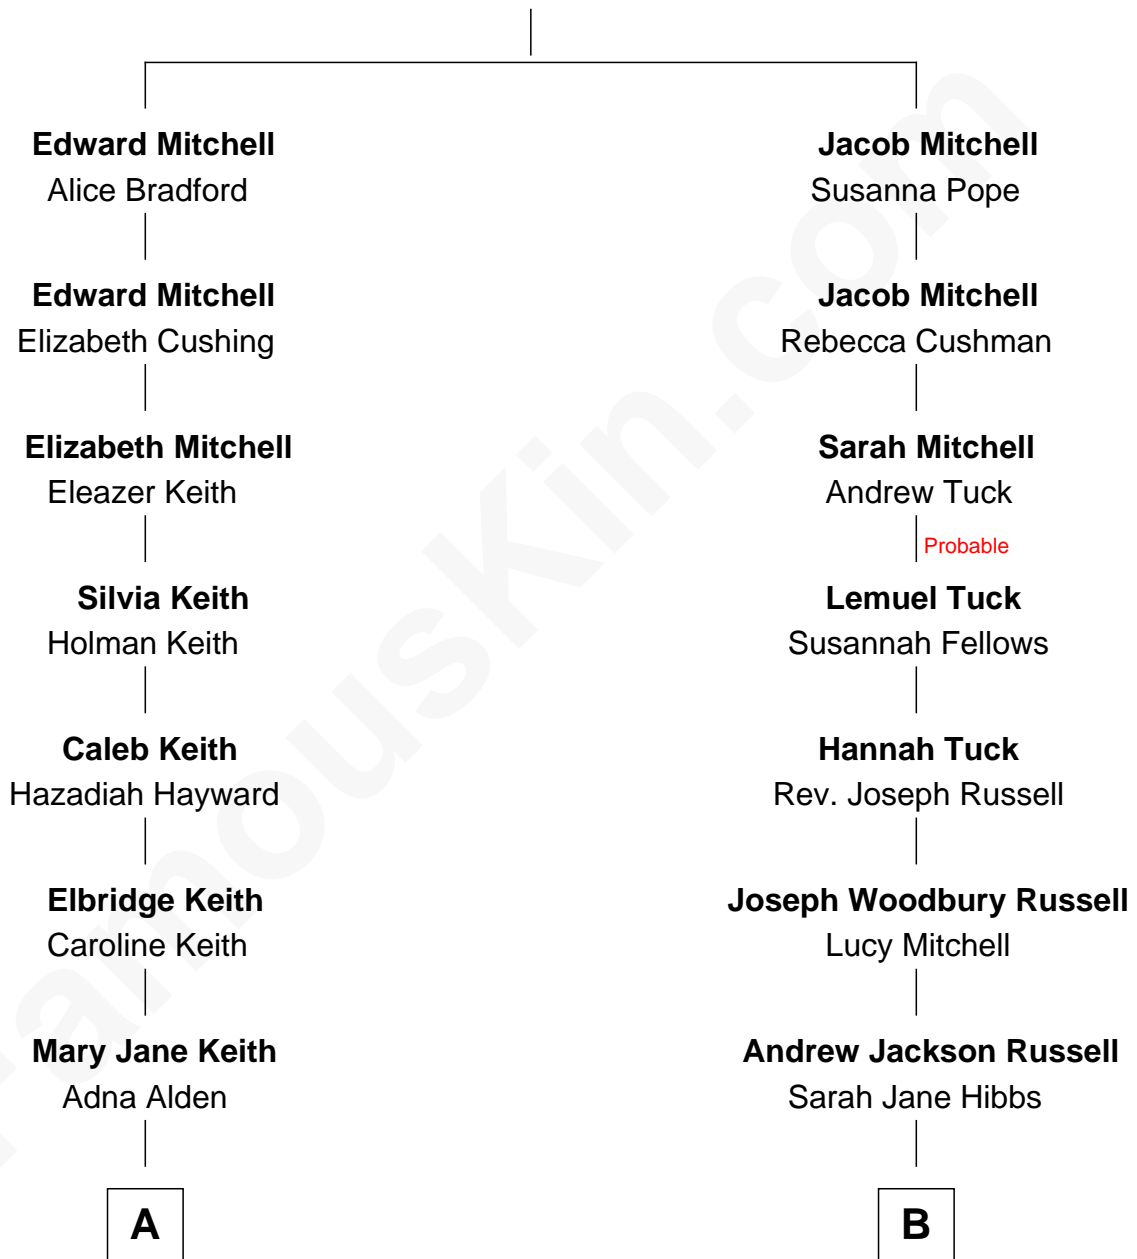 Edward Mitchell
Alice Bradford
Edward Mitchell
Elizabeth Cushing
Elizabeth Mitchell
Eleazer Keith
Silvia Keith
Holman Keith
Caleb Keith
Hazadiah Hayward
Elbridge Keith
Caroline Keith
Mary Jane Keith
Adna Alden
A
Jacob Mitchell
Susanna Pope
Jacob Mitchell
Rebecca Cushman
Sarah Mitchell
Andrew Tuck
Probable
Lemuel Tuck
Susannah Fellows
Hannah Tuck
Rev. Joseph Russell
Joseph Woodbury Russell
Lucy Mitchell
Andrew Jackson Russell
Sarah Jane Hibbs
B
FamousKin.com